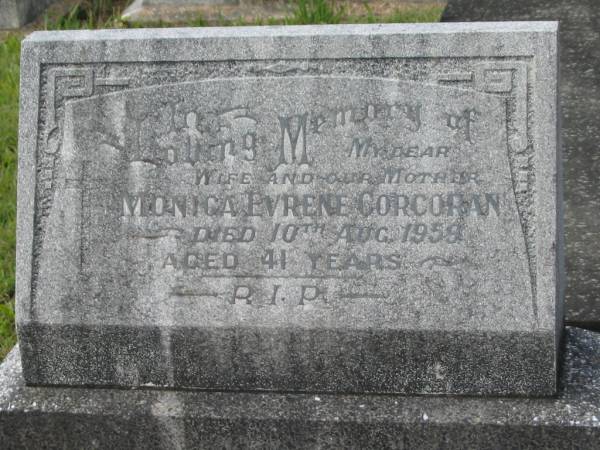 In
Loving Memory of
My dear
Wife and our Mother
Monica Evrene Corcoran
Died 10th Aug. 1959
Aged 41 Years
R.I.P.